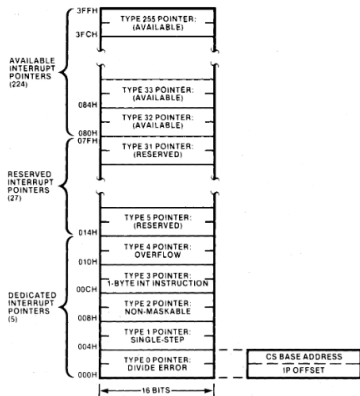 3FFH
TYPE 255 POINTER:
(AVAILABLE)
3FCH
AVAILABLE
INTERRUPT
POINTERS
(224)
TYPE 33 POINTER:
(AVAILABLE)
084H
TYPE 32 POINTER:
(AVAILABLE)
080H
07FH
TYPE 31 POINTER:
(RESERVED)
RESERVED
INTERRUPT
POINTERS
(27)
TYPE 5 POINTER:
(RESERVED)
014H
TYPE 4 POINTER:
OVERFLOW
010H
TYPE 3 POINTER:
1-BYTE INT INSTRUCTION
00CH
DEDICATED
INTERRUPT
POINTERS
(5)
TYPE 2 POINTER:
NON-MASKABLE
008H
TYPE 1 POINTER:
SINGLE-STEP
004H
TYPE 0 POINTER:
DIVIDE ERROR
000H
CS BASE ADDRESS
IP OFFSET
16 BITS